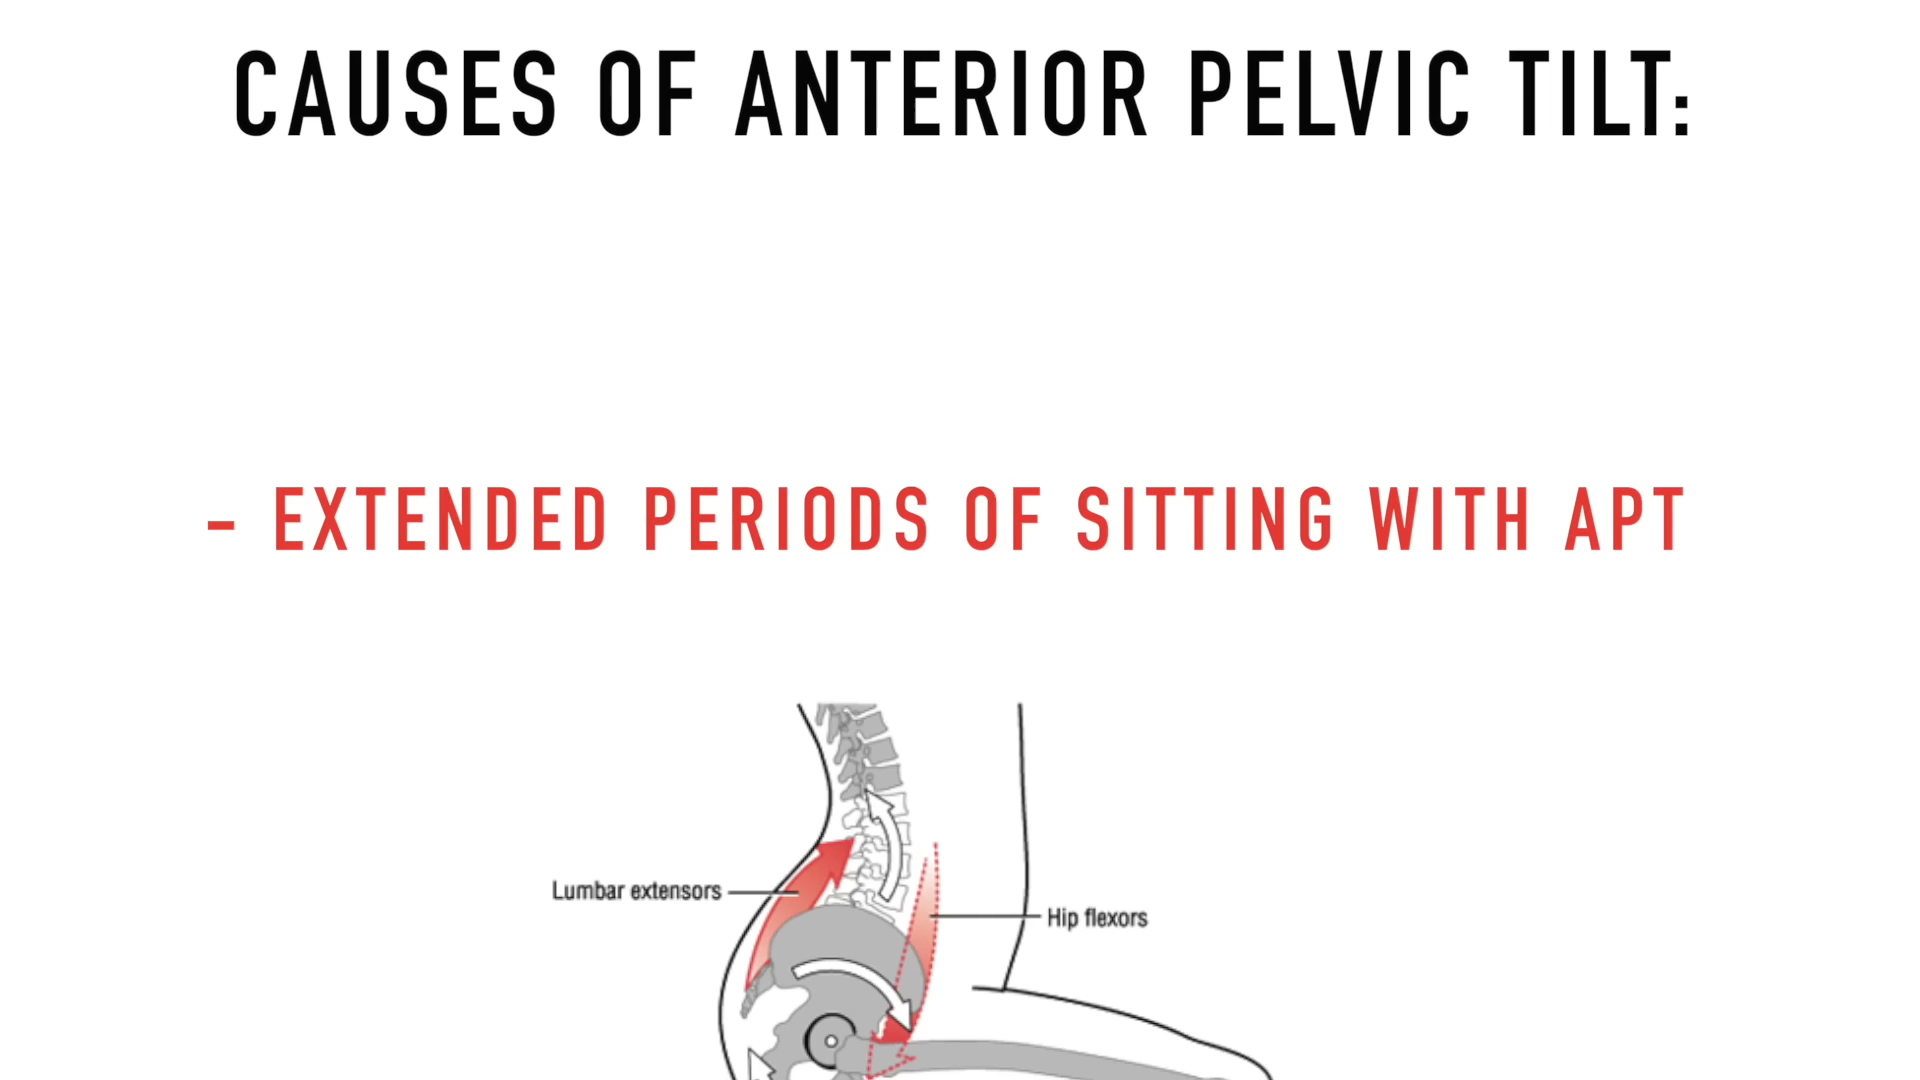 CAUSES OF ANTERIOR PELVIC TILT:
- EXTENDED PERIODS OF SITTING WITH APT
Lumbar extensors
Hip flexors